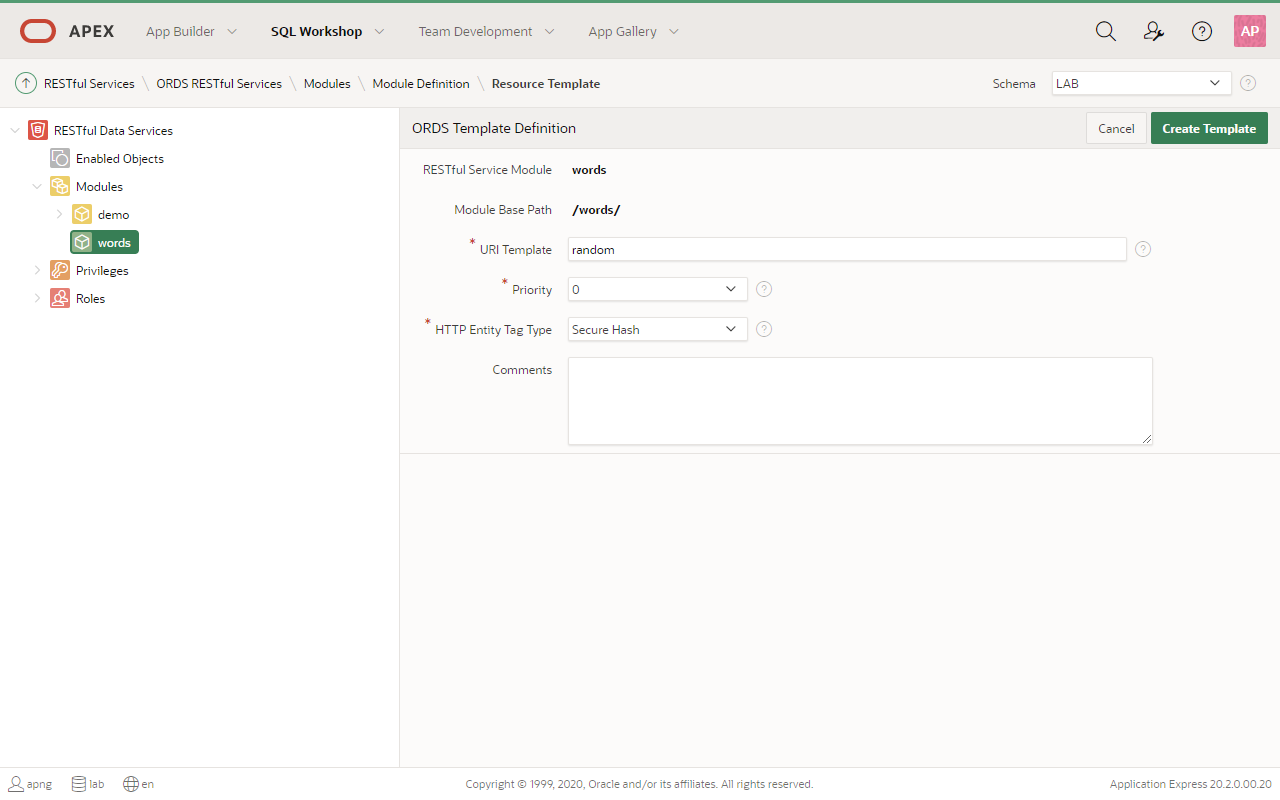 APEX App Builder SQL Workshop Team Development App Gallery AP
RESTful Services \ ORDS RESTful Services \ Modules \ Module Definition \ Resource Template Schema LAB ?
RESTful Data Services
Enabled Objects
Modules
demo
words
Privileges
Roles
ORDS Template Definition Cancel Create Template
RESTful Service Module words
Module Base Path /words/
* URI Template random ?
* Priority 0 ?
* HTTP Entity Tag Type Secure Hash ?
Comments
apng lab en Copyright © 1999, 2020, Oracle and/or its affiliates. All rights reserved. Application Express 20.2.0.00.20